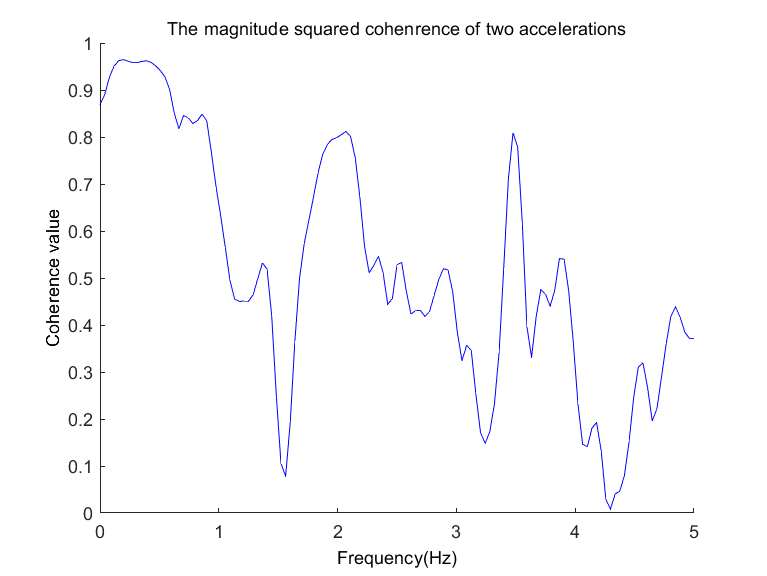 The magnitude squared cohenrence of two accelerations
1
0.9
0.8
0.7
0.6
0.5
0.4
0.3
0.2
0.1
0
Coherence value
0 1 2 3 4 5
Frequency(Hz)